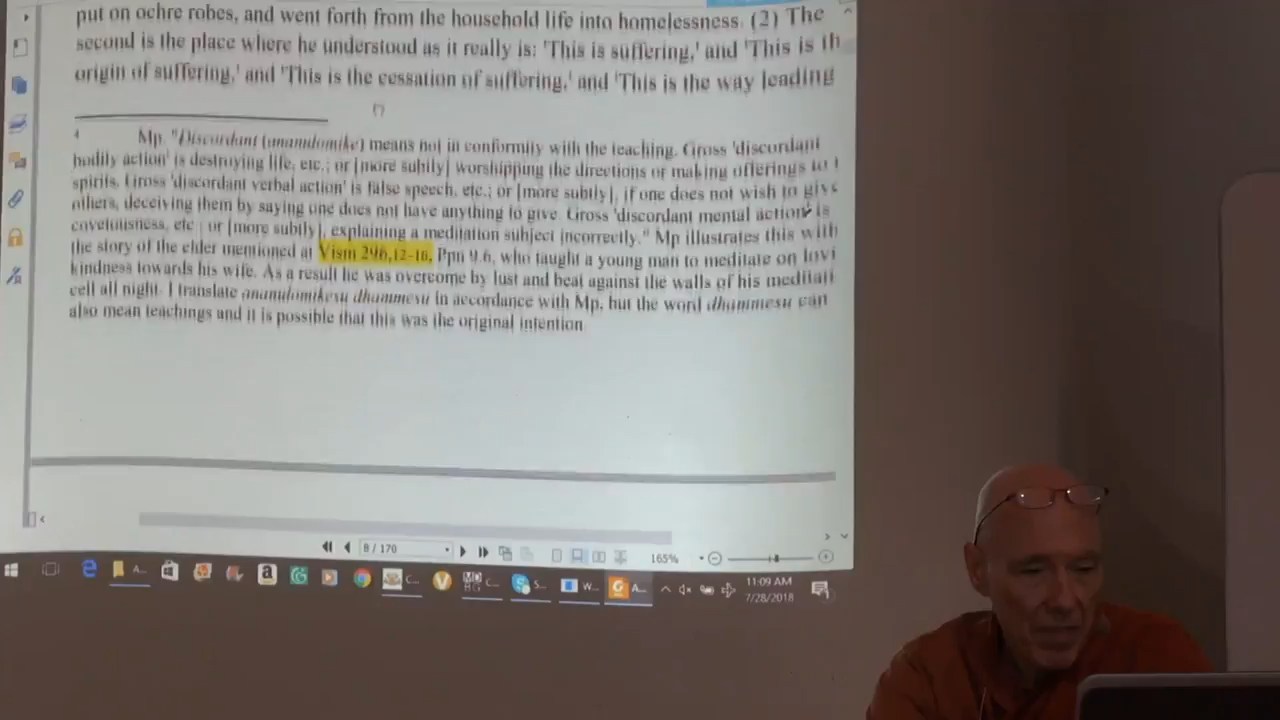 put on ochre robes, and went forth from the household life into homelessness. (2) The
second is the place where he understood as it really is: 'This is suffering,' and 'This is th
origin of suffering,' and 'This is the cessation of suffering,' and 'This is the way leading
4 Mp. "Discordant (ananulomike) means not in conformity with the teaching. Gross 'discordant
bodily action' is destroying life, etc.; or [more subtly] worshipping the directions or making offerings to
spirits. Gross 'discordant verbal action' is false speech, etc.; or [more subtly], if one does not wish to give
others, deceiving them by saying one does not have anything to give. Gross 'discordant mental action' is
covetousness, etc.; or [more subtly], explaining a meditation subject incorrectly." Mp illustrates this with
the story of the elder mentioned at Vism 296,12-16, Ppn 9.6, who taught a young man to meditate on lovi
kindness towards his wife. As a result he was overcome by lust and beat against the walls of his meditati
cell all night. I translate ananulomikesu dhammesu in accordance with Mp, but the word dhammesu can
also mean teachings and it is possible that this was the original intention
8 / 170
165%
A...
C...
C...
S...
W...
A...
11:09 AM
7/28/2018